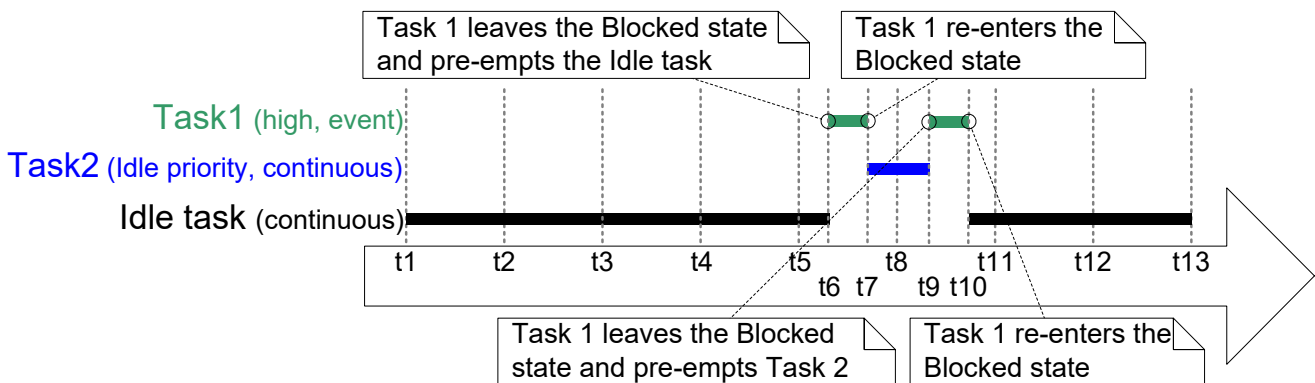 Task 1 leaves the Blocked state
and pre-empts the Idle task
Task 1 re-enters the
Blocked state
Task1 (high, event)
Task2 (Idle priority, continuous)
Idle task (continuous)
t1 t2 t3 t4 t5 t8 t11 t12 t13
t6 t7 t9 t10
Task 1 leaves the Blocked
state and pre-empts Task 2
Task 1 re-enters the
Blocked state